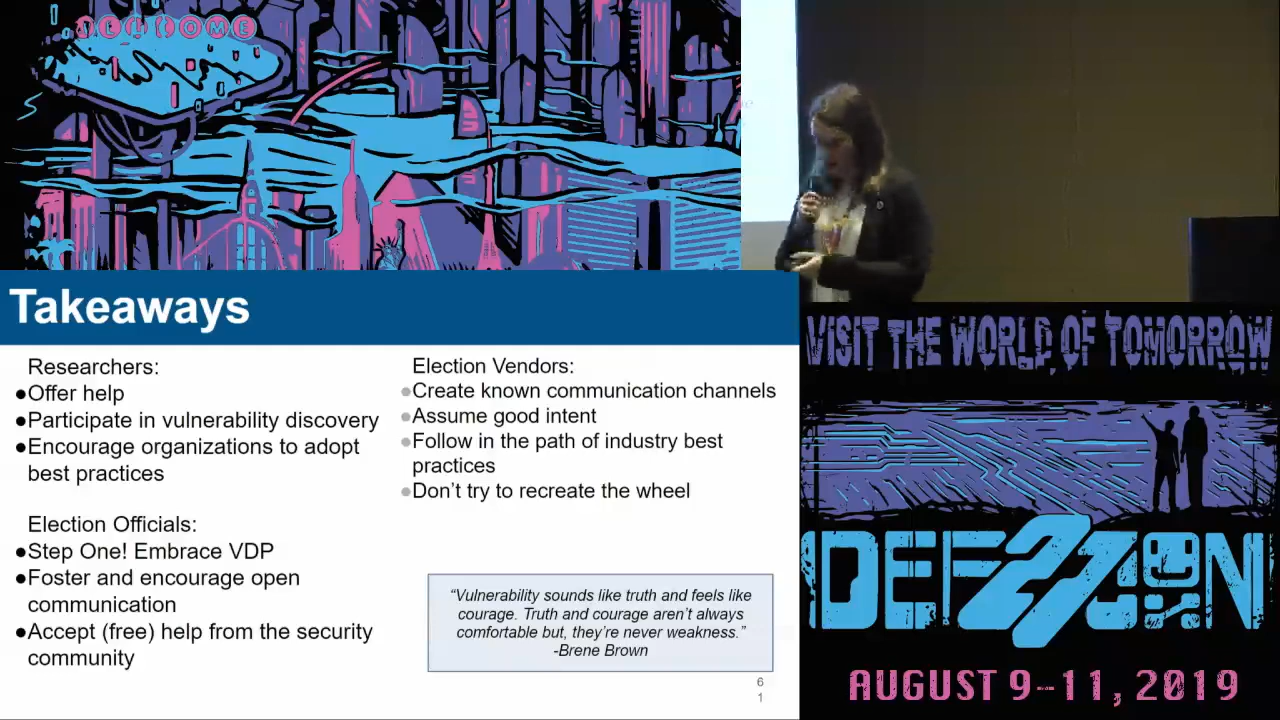 WELCOME
Takeaways
Researchers:
●Offer help
●Participate in vulnerability discovery
●Encourage organizations to adopt
best practices
Election Officials:
●Step One! Embrace VDP
●Foster and encourage open
communication
●Accept (free) help from the security
community
Election Vendors:
●Create known communication channels
●Assume good intent
●Follow in the path of industry best
practices
●Don’t try to recreate the wheel
“Vulnerability sounds like truth and feels like
courage. Truth and courage aren’t always
comfortable but, they’re never weakness.”
-Brene Brown
6
1
VISIT THE WORLD OF TOMORROW
DEF27CON
AUGUST 9-11, 2019